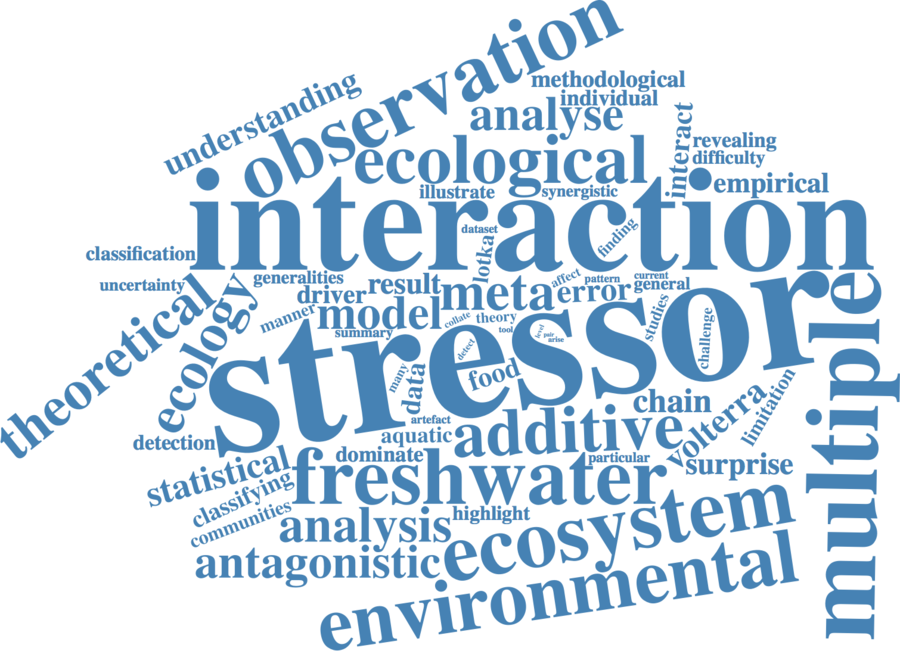 observation
understanding
methodological
individual
analyse
interact
revealing
difficulty
ecological
empirical
illustrate
synergistic
interaction
dataset
finding
lotka
classification
uncertainty
generalities
theoretical
ecology
driver
result
meta
affect
pattern
current
error
general
manner
model
summary
collate
theory
tool
level
pair
arise
studies
challenge
multiple
stressor
detect
many
data
food
chain
volterra
limitation
artefact
aquatic
additive
detection
dominate
particular
surprise
statistical
freshwater
classifying
communities
analysis
highlight
ecosystem
antagonistic
environmental